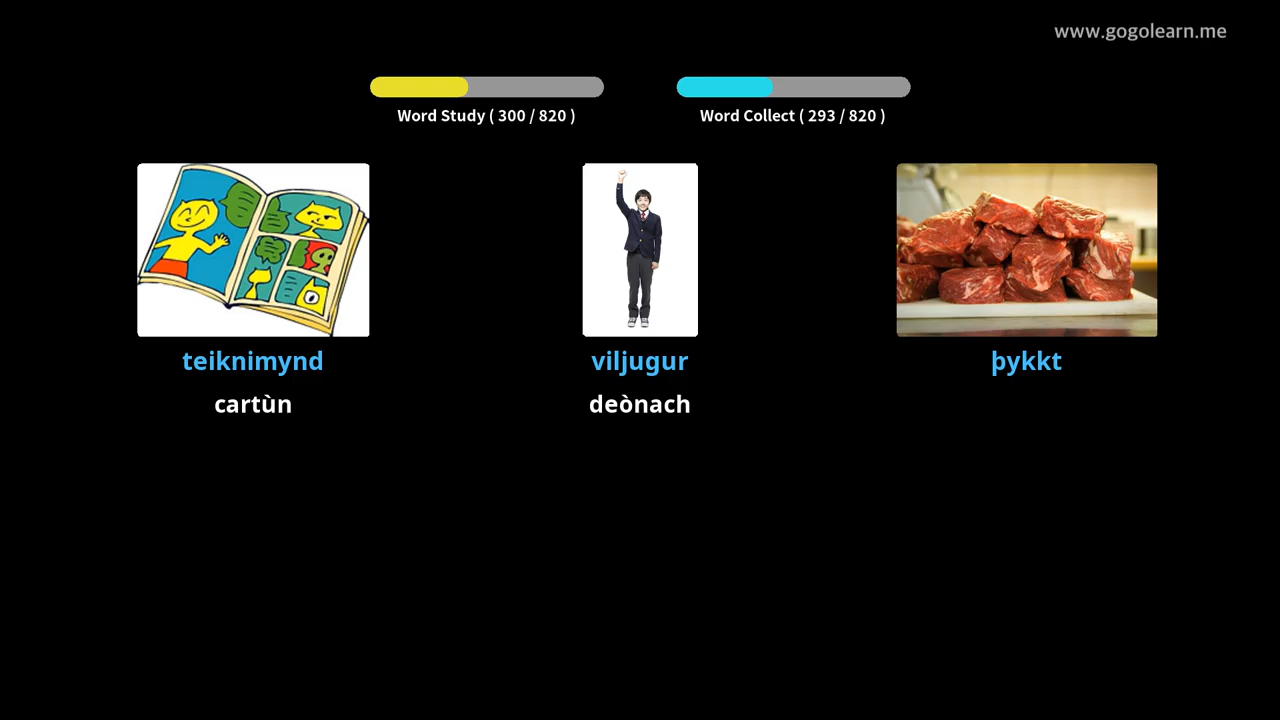 www.gogolearn.me
Word Study ( 300 / 820 )
Word Collect ( 293 / 820 )
teiknimynd
viljugur
þykkt
cartùn
deònach